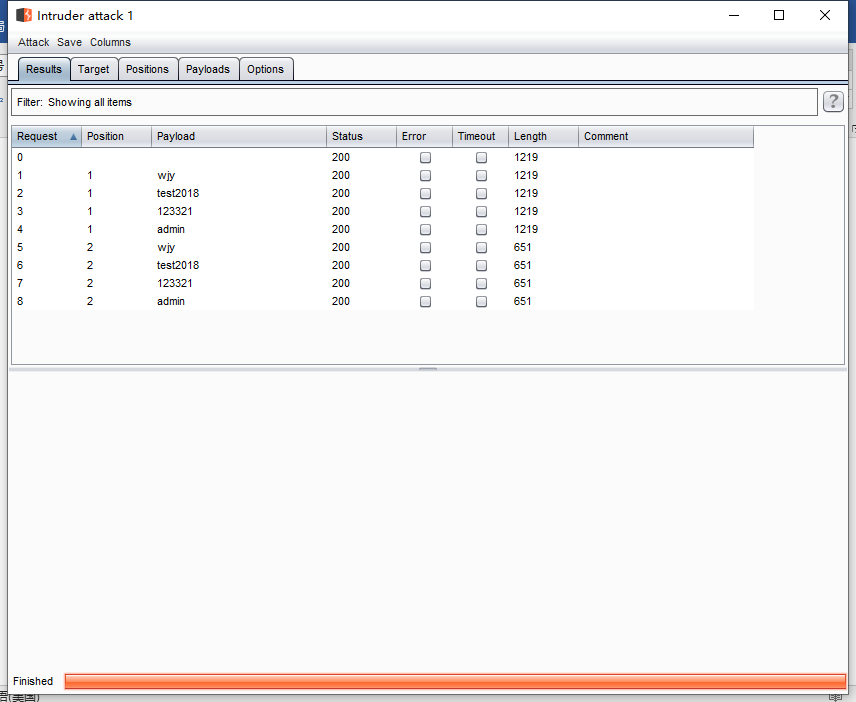 Intruder attack 1
Attack Save Columns
Results Target Positions Payloads Options
Filter: Showing all items ?
Request Position Payload Status Error Timeout Length Comment
0 200 1219
1 1 wjy 200 1219
2 1 test2018 200 1219
3 1 123321 200 1219
4 1 admin 200 1219
5 2 wjy 200 651
6 2 test2018 200 651
7 2 123321 200 651
8 2 admin 200 651
Finished